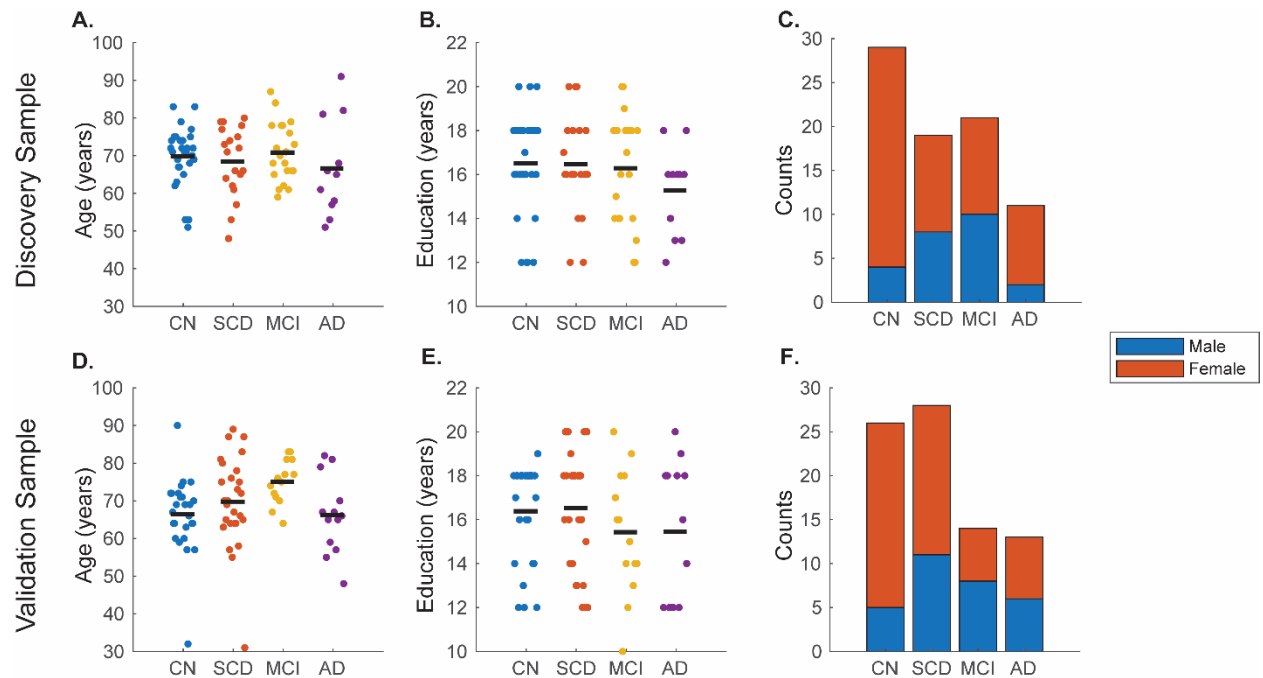 A.
B.
C.
Discovery Sample
Age (years)
100
90
80
70
60
50
40
30
CN SCD MCI AD
Education (years)
22
20
18
16
14
12
10
CN SCD MCI AD
Counts
30
25
20
15
10
5
0
CN SCD MCI AD
Male
Female
D.
E.
F.
Validation Sample
Age (years)
100
90
80
70
60
50
40
30
CN SCD MCI AD
Education (years)
22
20
18
16
14
12
10
CN SCD MCI AD
Counts
30
25
20
15
10
5
0
CN SCD MCI AD